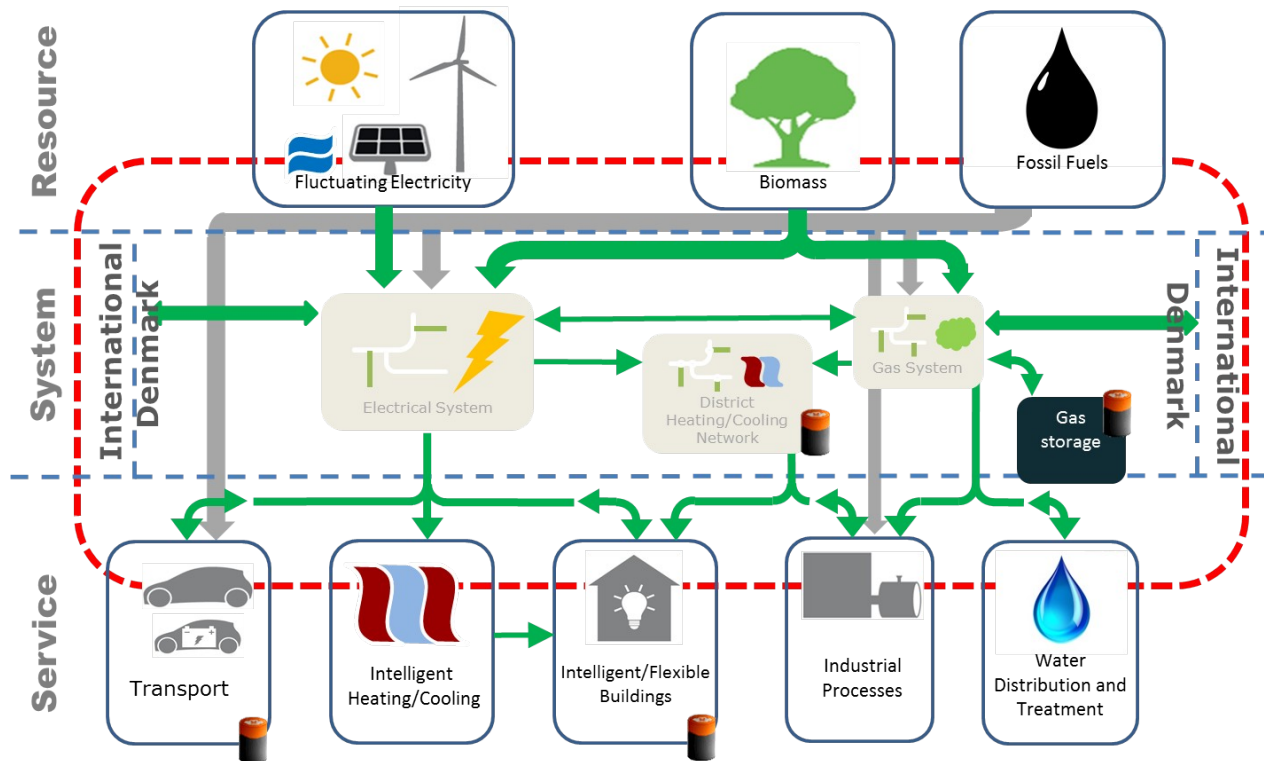 Resource
Fluctuating Electricity
Biomass
Fossil Fuels
System
International
Denmark
Electrical System
District
Heating/Cooling
Network
Gas System
Gas
storage
Denmark
International
Service
Transport
Intelligent
Heating/Cooling
Intelligent/Flexible
Buildings
Industrial
Processes
Water
Distribution and
Treatment